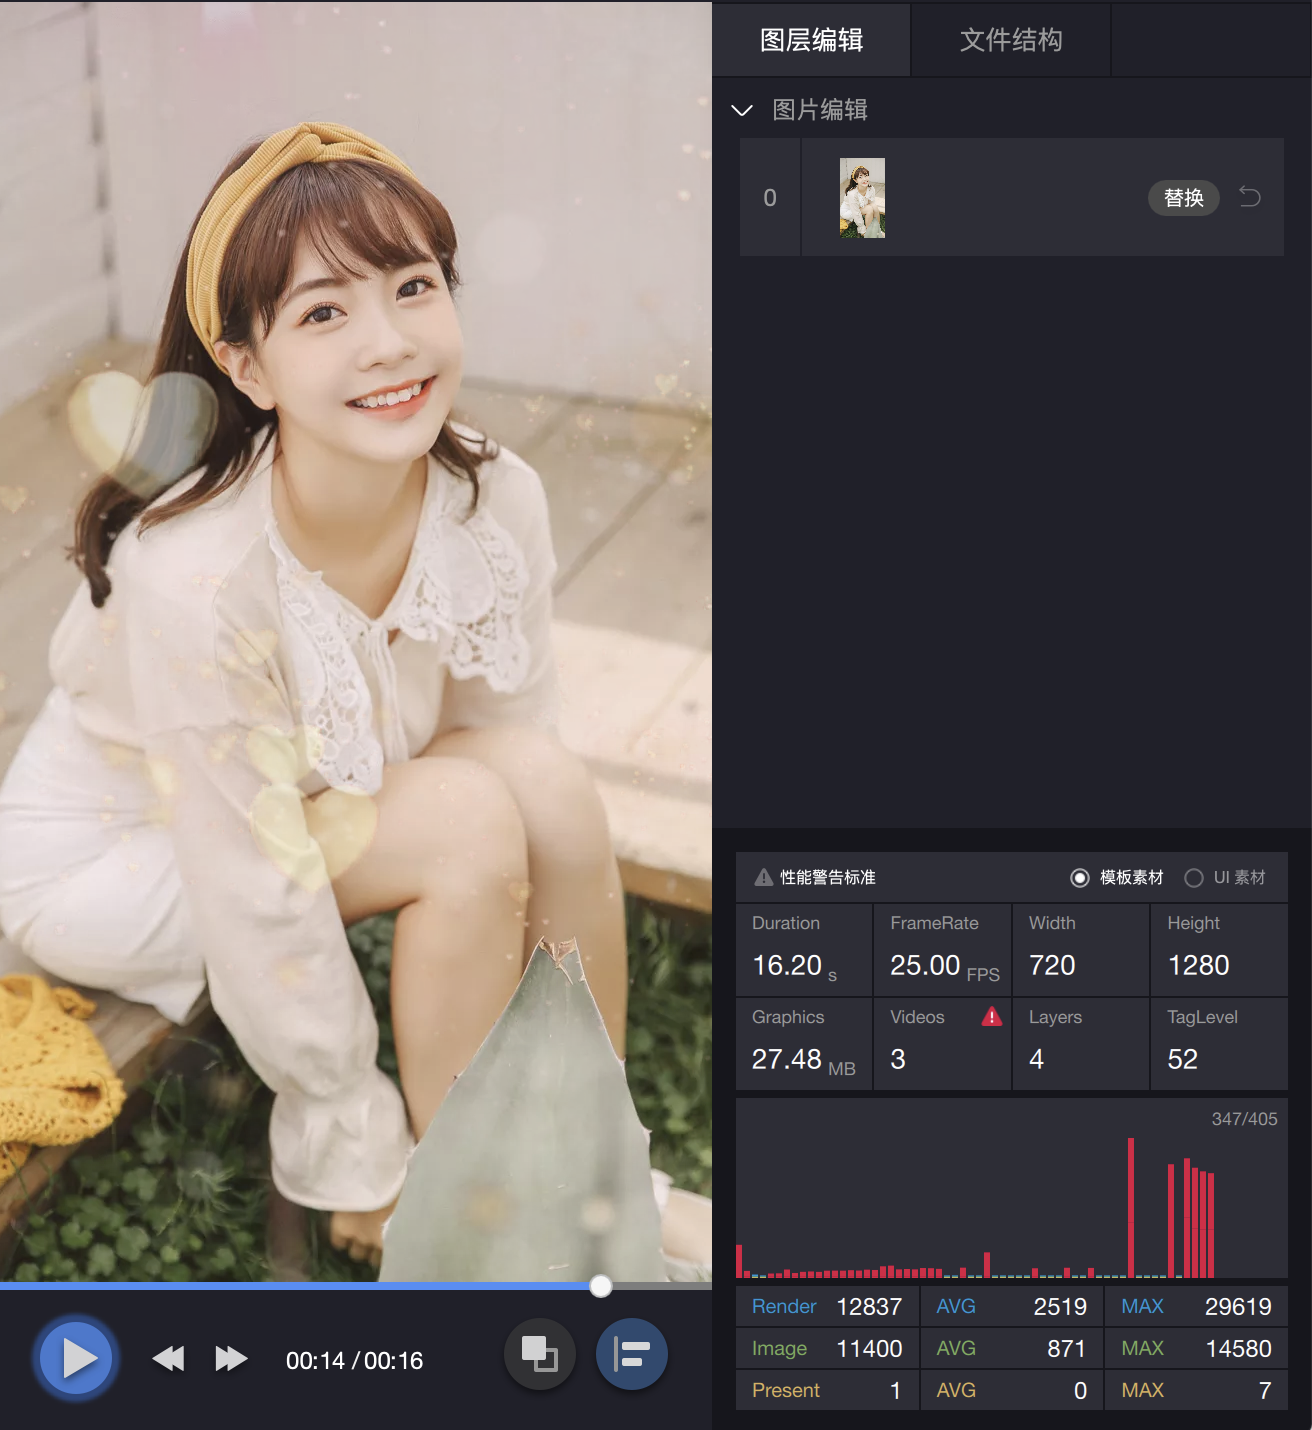 图层编辑
文件结构
图片编辑
0
替换
性能警告标准
模板素材
UI 素材
Duration
FrameRate
Width
Height
16.20 s
25.00 FPS
720
1280
Graphics
Videos
Layers
TagLevel
27.48 MB
3
4
52
347/405
Render 12837 AVG 2519 MAX 29619
Image 11400 AVG 871 MAX 14580
Present 1 AVG 0 MAX 7
00:14 / 00:16